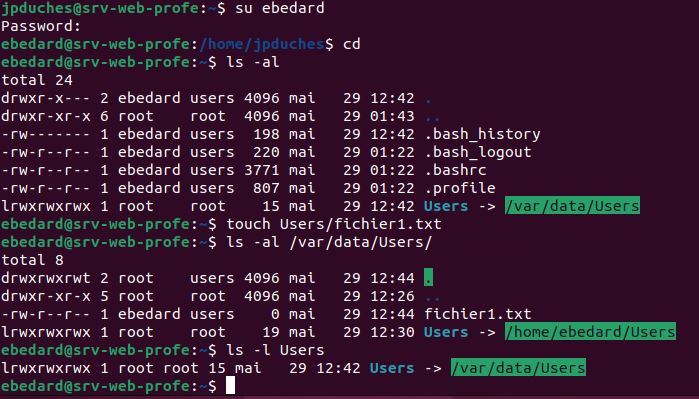 jpduches@srv-web-profe:~$ su ebedard
Password:
ebedard@srv-web-profe:/home/jpduches$ cd
ebedard@srv-web-profe:~$ ls -al
total 24
drwxr-x--- 2 ebedard users 4096 mai   29 12:42 .
drwxr-xr-x 6 root    root  4096 mai   29 01:43 ..
-rw------- 1 ebedard users  198 mai   29 12:42 .bash_history
-rw-r--r-- 1 ebedard users  220 mai   29 01:22 .bash_logout
-rw-r--r-- 1 ebedard users 3771 mai   29 01:22 .bashrc
-rw-r--r-- 1 ebedard users  807 mai   29 01:22 .profile
lrwxrwxrwx 1 root    root    15 mai   29 12:42 Users -> /var/data/Users
ebedard@srv-web-profe:~$ touch Users/fichier1.txt
ebedard@srv-web-profe:~$ ls -al /var/data/Users/
total 8
drwxrwxrwt 2 root    users 4096 mai   29 12:44 .
drwxr-xr-x 5 root    root  4096 mai   29 12:26 ..
-rw-r--r-- 1 ebedard users    0 mai   29 12:44 fichier1.txt
lrwxrwxrwx 1 root    root    19 mai   29 12:30 Users -> /home/ebedard/Users
ebedard@srv-web-profe:~$ ls -l Users
lrwxrwxrwx 1 root root 15 mai   29 12:42 Users -> /var/data/Users
ebedard@srv-web-profe:~$